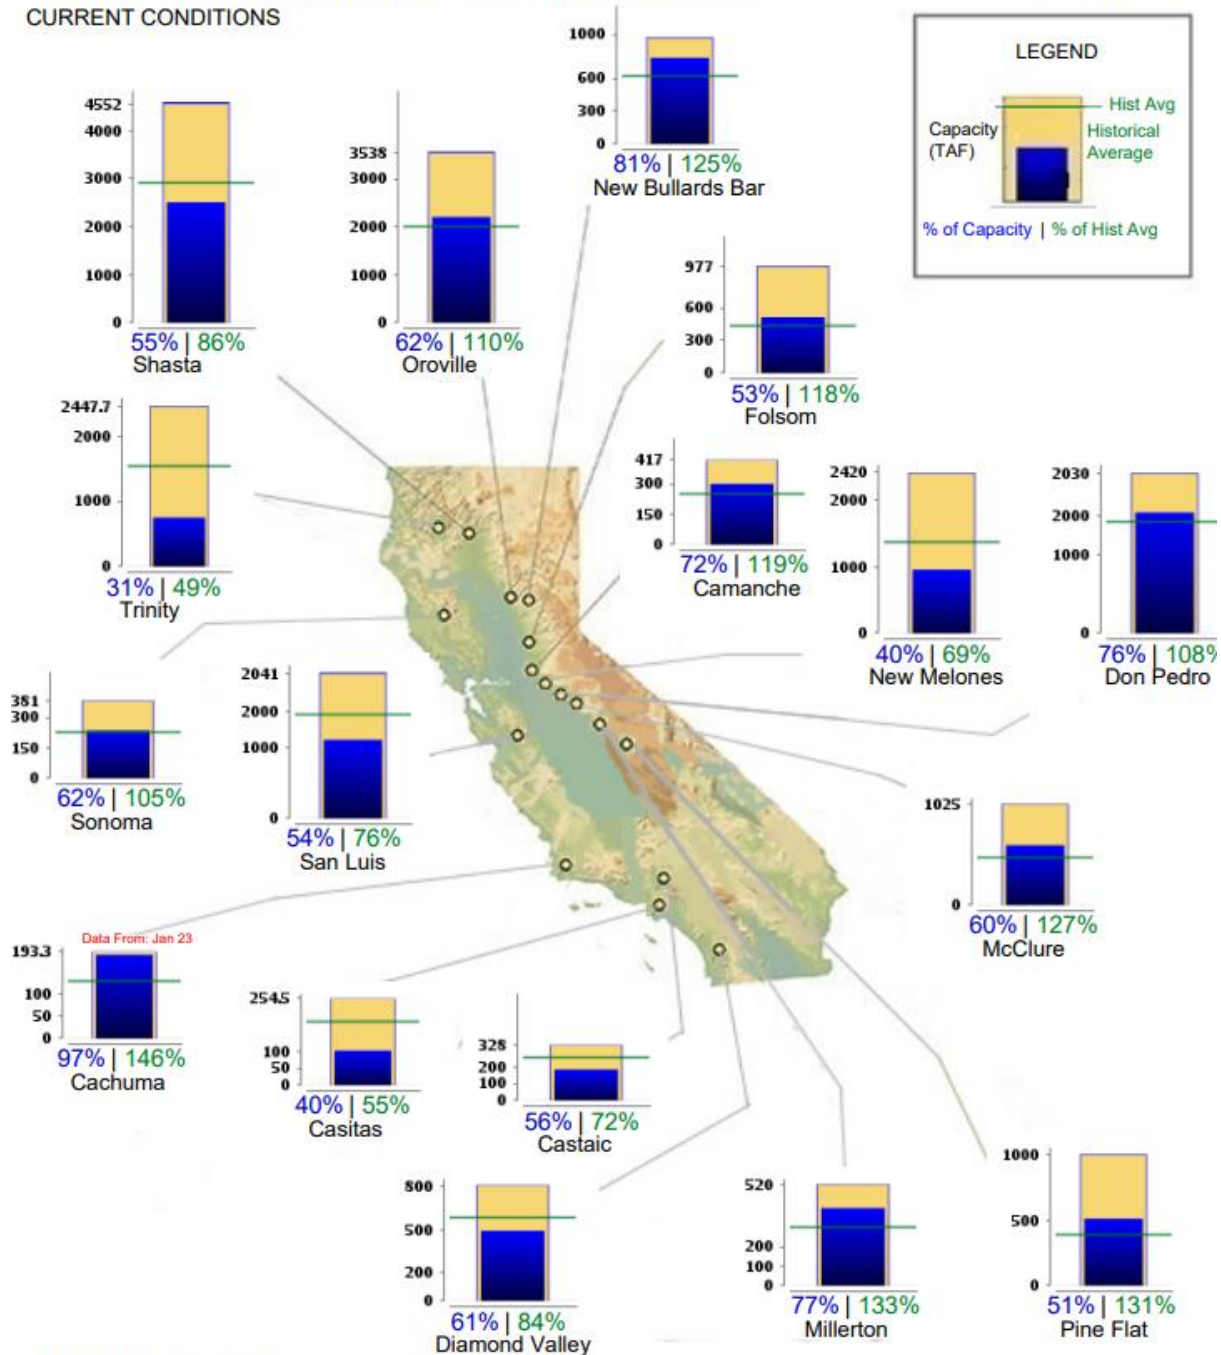 CURRENT CONDITIONS
LEGEND
Hist Avg
Capacity
(TAF)
Historical
Average
% of Capacity | % of Hist Avg
4552
4000
3000
2000
1000
0
55% | 86%
Shasta
3538
3000
2000
1000
0
62% | 110%
Oroville
1000
600
300
0
81% | 125%
New Bullards Bar
977
600
300
0
53% | 118%
Folsom
2447.7
2000
1000
0
31% | 49%
Trinity
417
300
150
0
72% | 119%
Camanche
2420
2000
1000
0
40% | 69%
New Melones
2030
2000
1000
0
76% | 108%
Don Pedro
381
300
150
0
62% | 105%
Sonoma
2041
2000
1000
0
54% | 76%
San Luis
1025
0
60% | 127%
McClure
Data From: Jan 23
193.3
100
50
0
97% | 146%
Cachuma
254.5
100
50
0
40% | 55%
Casitas
328
200
100
0
56% | 72%
Castaic
800
500
200
0
61% | 84%
Diamond Valley
520
200
100
0
77% | 133%
Millerton
1000
500
0
51% | 131%
Pine Flat